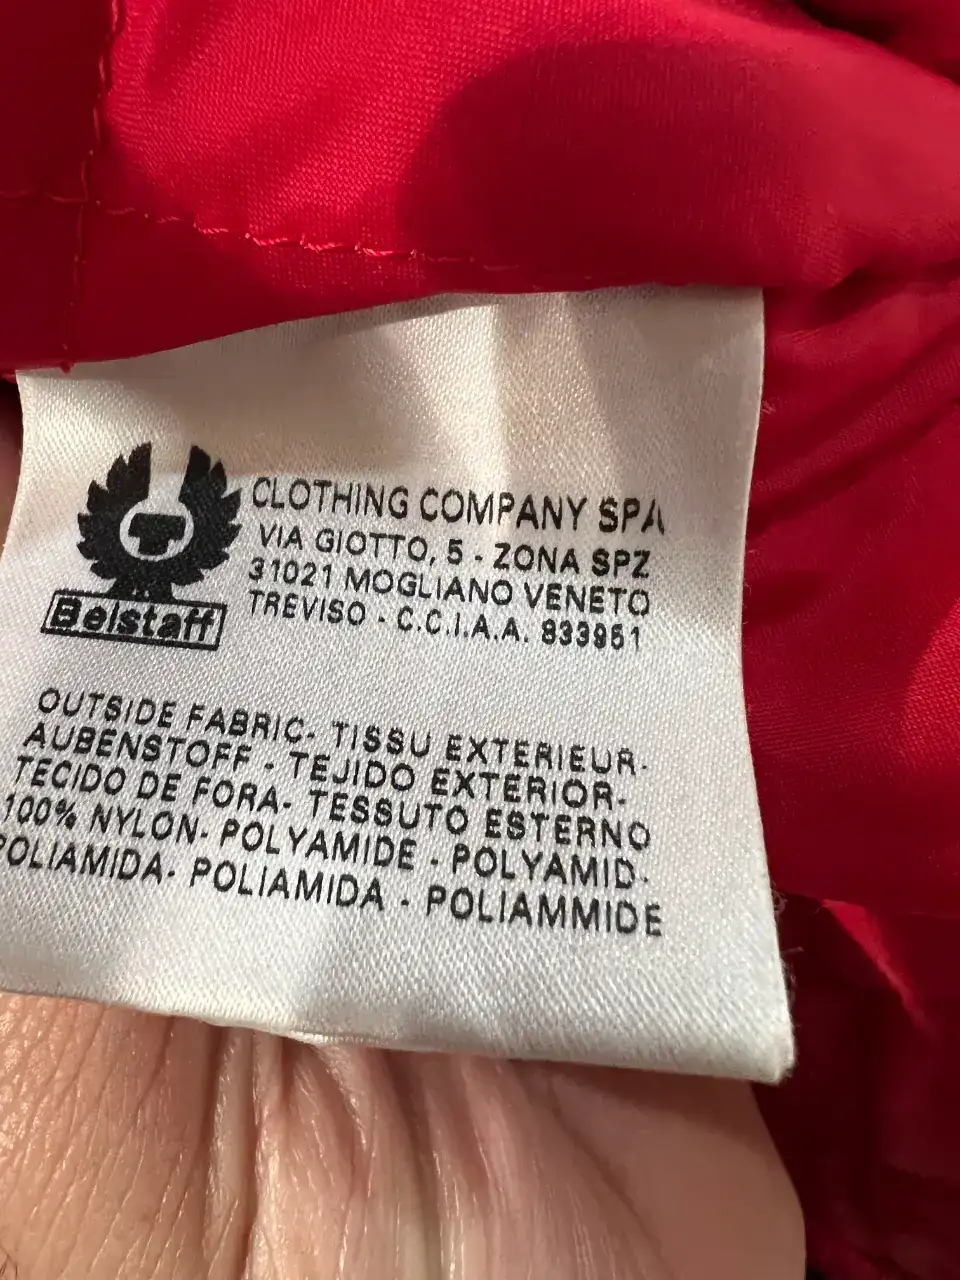 Belstaff
CLOTHING COMPANY SPA
VIA GIOTTO, 5 - ZONA SPZ
31021 MOGLIANO VENETO
TREVISO - C.C.I.A.A. 833951
OUTSIDE FABRIC- TISSU EXTERIEUR-
AUBENSTOFF - TEJIDO EXTERIOR-
TECIDO DE FORA- TESSUTO ESTERNO
100% NYLON- POLYAMIDE - POLYAMID-
POLIAMIDA- POLIAMIDA - POLIAMMIDE